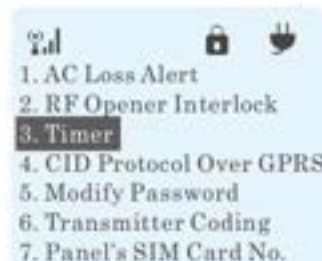 1. AC Loss Alert
2. RF Opener Interlock
3. Timer
4. CID Protocol Over GPRS
5. Modify Password
6. Transmitter Coding
7. Panel's SIM Card No.